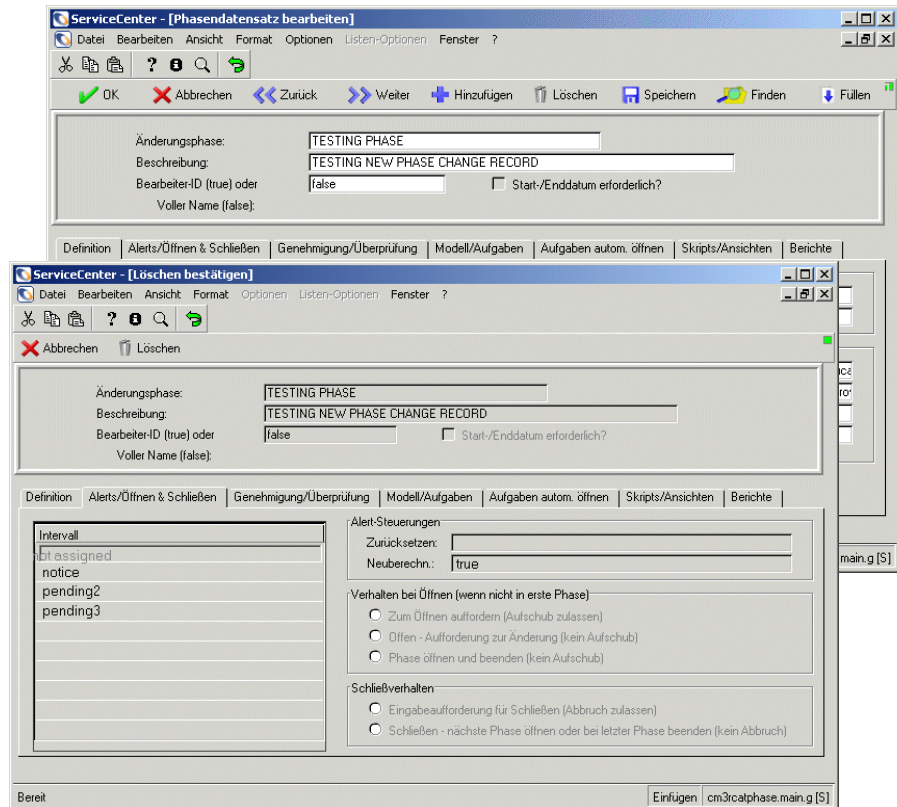 ServiceCenter - [Phasendatensatz bearbeiten]
Datei Bearbeiten Ansicht Format Optionen Listen-Optionen Fenster ?
OK Abbrechen Zurück Weiter Hinzufügen Löschen Speichern Finden Füllen
Änderungsphase: TESTING PHASE
Beschreibung: TESTING NEW PHASE CHANGE RECORD
Bearbeiter-ID (true) oder false Start-/Enddatum erforderlich?
Voller Name (false):
Definition Alerts/Öffnen & Schließen Genehmigung/Überprüfung Modell/Aufgaben Aufgaben autom. öffnen Skripts/Ansichten Berichte
main.g [S]
ServiceCenter - [Löschen bestätigen]
Datei Bearbeiten Ansicht Format Optionen Listen-Optionen Fenster ?
Abbrechen Löschen
Änderungsphase: TESTING PHASE
Beschreibung: TESTING NEW PHASE CHANGE RECORD
Bearbeiter-ID (true) oder false Start-/Enddatum erforderlich?
Voller Name (false):
Definition Alerts/Öffnen & Schließen Genehmigung/Überprüfung Modell/Aufgaben Aufgaben autom. öffnen Skripts/Ansichten Berichte
Intervall
not assigned
notice
pending2
pending3
Alert-Steuerungen
Zurücksetzen:
Neuberechn.: true
Verhalten bei Öffnen (wenn nicht in erste Phase)
Zum Öffnen auffordern (Aufschub zulassen)
Offen - Aufforderung zur Änderung (kein Aufschub)
Phase öffnen und beenden (kein Aufschub)
Schließverhalten
Eingabeaufforderung für Schließen (Abbruch zulassen)
Schließen - nächste Phase öffnen oder bei letzter Phase beenden (kein Abbruch)
Bereit Einfügen cm3rcatphase.main.g [S]